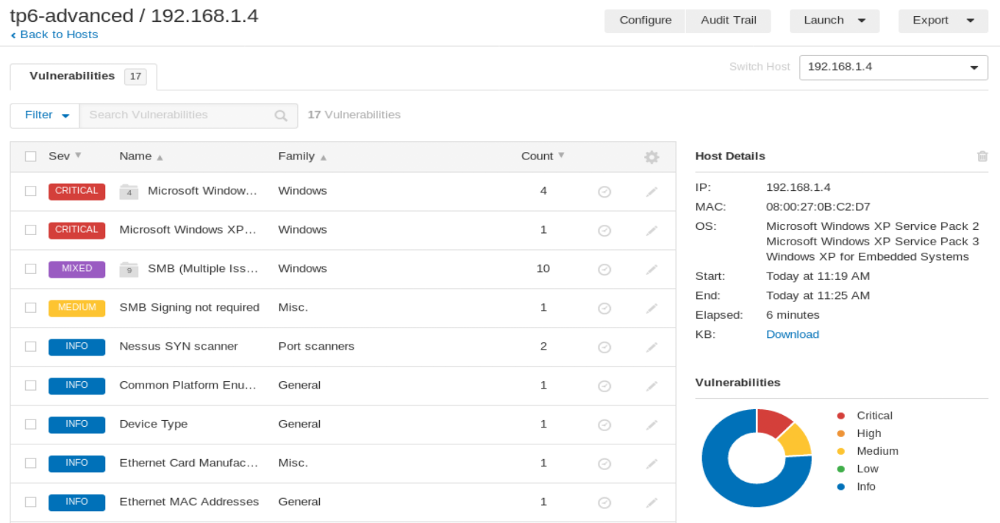 tp6-advanced / 192.168.1.4
Back to Hosts
Configure Audit Trail Launch Export
Vulnerabilities 17
Switch Host 192.168.1.4
Filter Search Vulnerabilities 17 Vulnerabilities
Sev Name Family Count
CRITICAL 4 Microsoft Window... Windows 4
CRITICAL Microsoft Windows XP... Windows 1
MIXED 9 SMB (Multiple Iss... Windows 10
MEDIUM SMB Signing not required Misc. 1
INFO Nessus SYN scanner Port scanners 2
INFO Common Platform Enu... General 1
INFO Device Type General 1
INFO Ethernet Card Manufac... Misc. 1
INFO Ethernet MAC Addresses General 1
Host Details
IP: 192.168.1.4
MAC: 08:00:27:0B:C2:D7
OS: Microsoft Windows XP Service Pack 2
Microsoft Windows XP Service Pack 3
Windows XP for Embedded Systems
Start: Today at 11:19 AM
End: Today at 11:25 AM
Elapsed: 6 minutes
KB: Download
Vulnerabilities
Critical
High
Medium
Low
Info